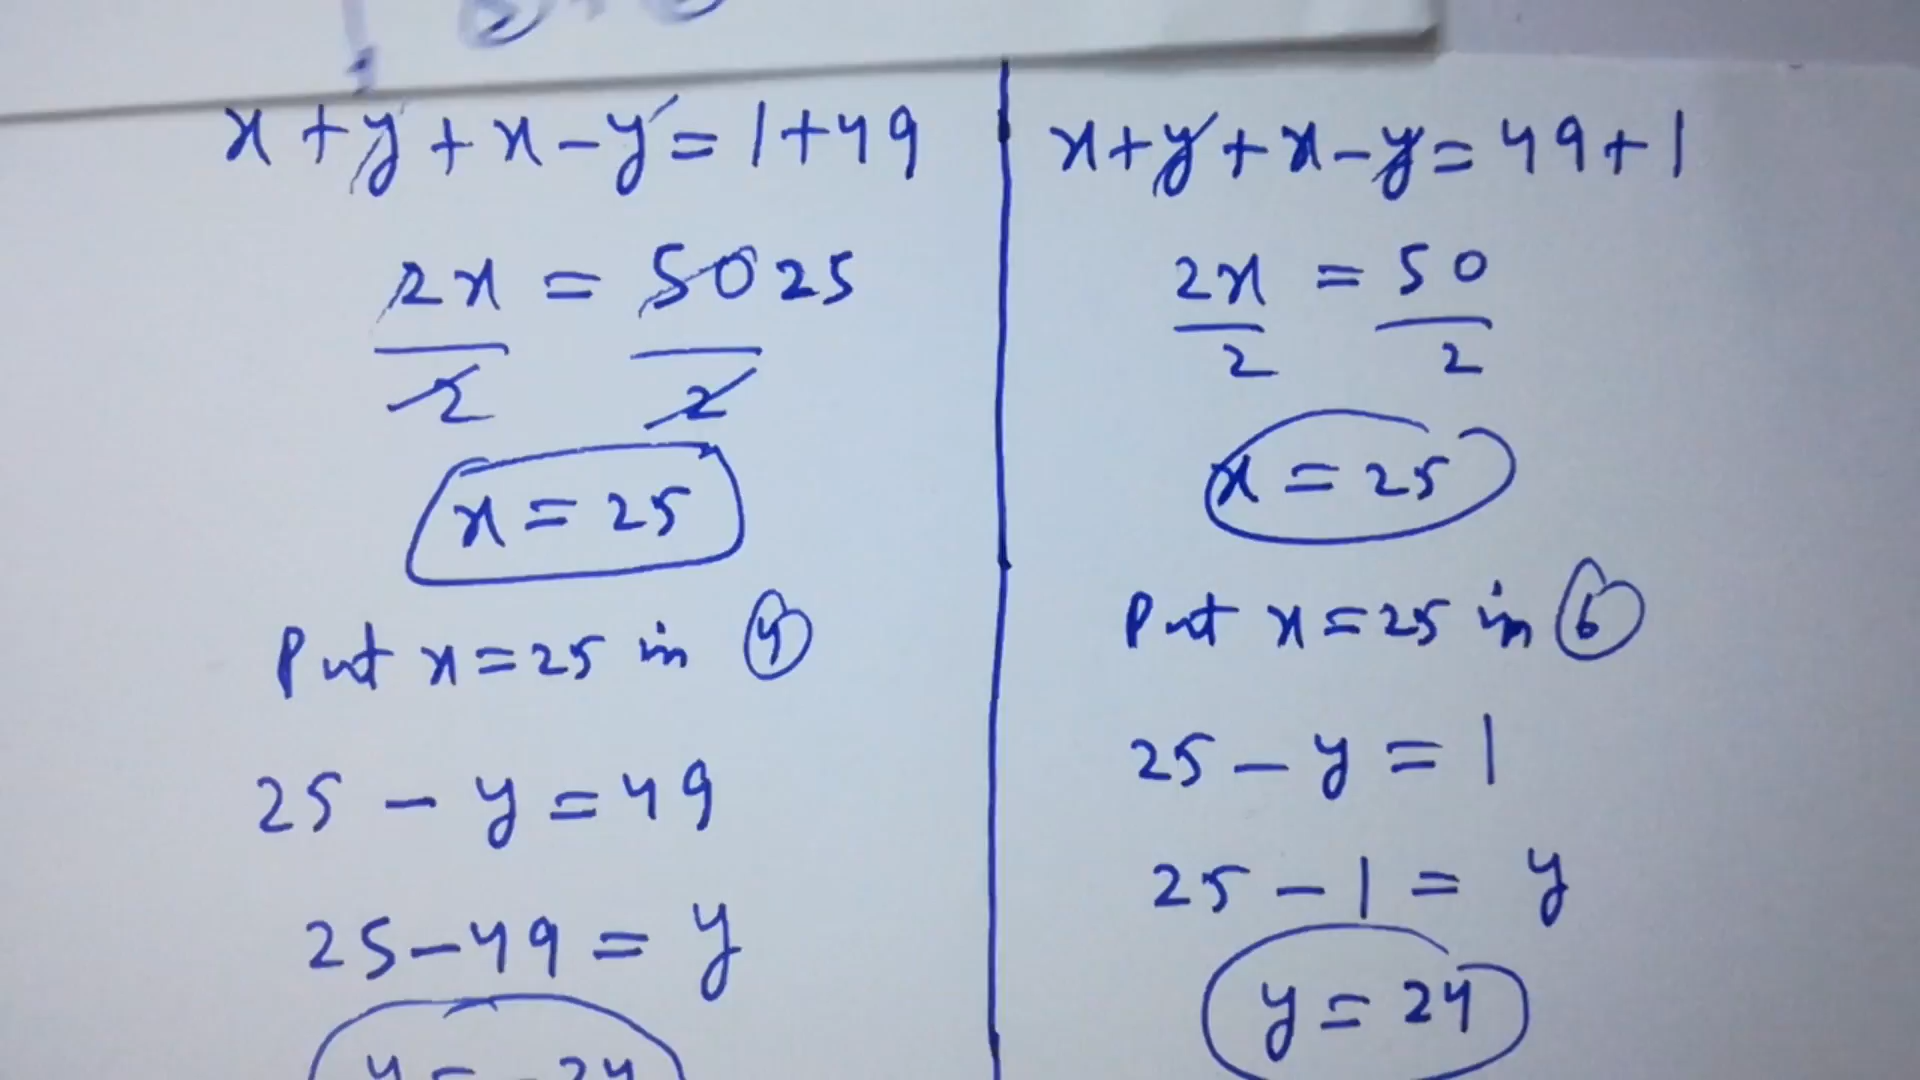 x + y + x - y = 1 + 49
2x = 50 25
2 2
x = 25
Put x = 25 in 4
25 - y = 49
25 - 49 = y
y = -24
x + y + x - y = 49 + 1
2x = 50
2 2
x = 25
Put x = 25 in 6
25 - y = 1
25 - 1 = y
y = 24